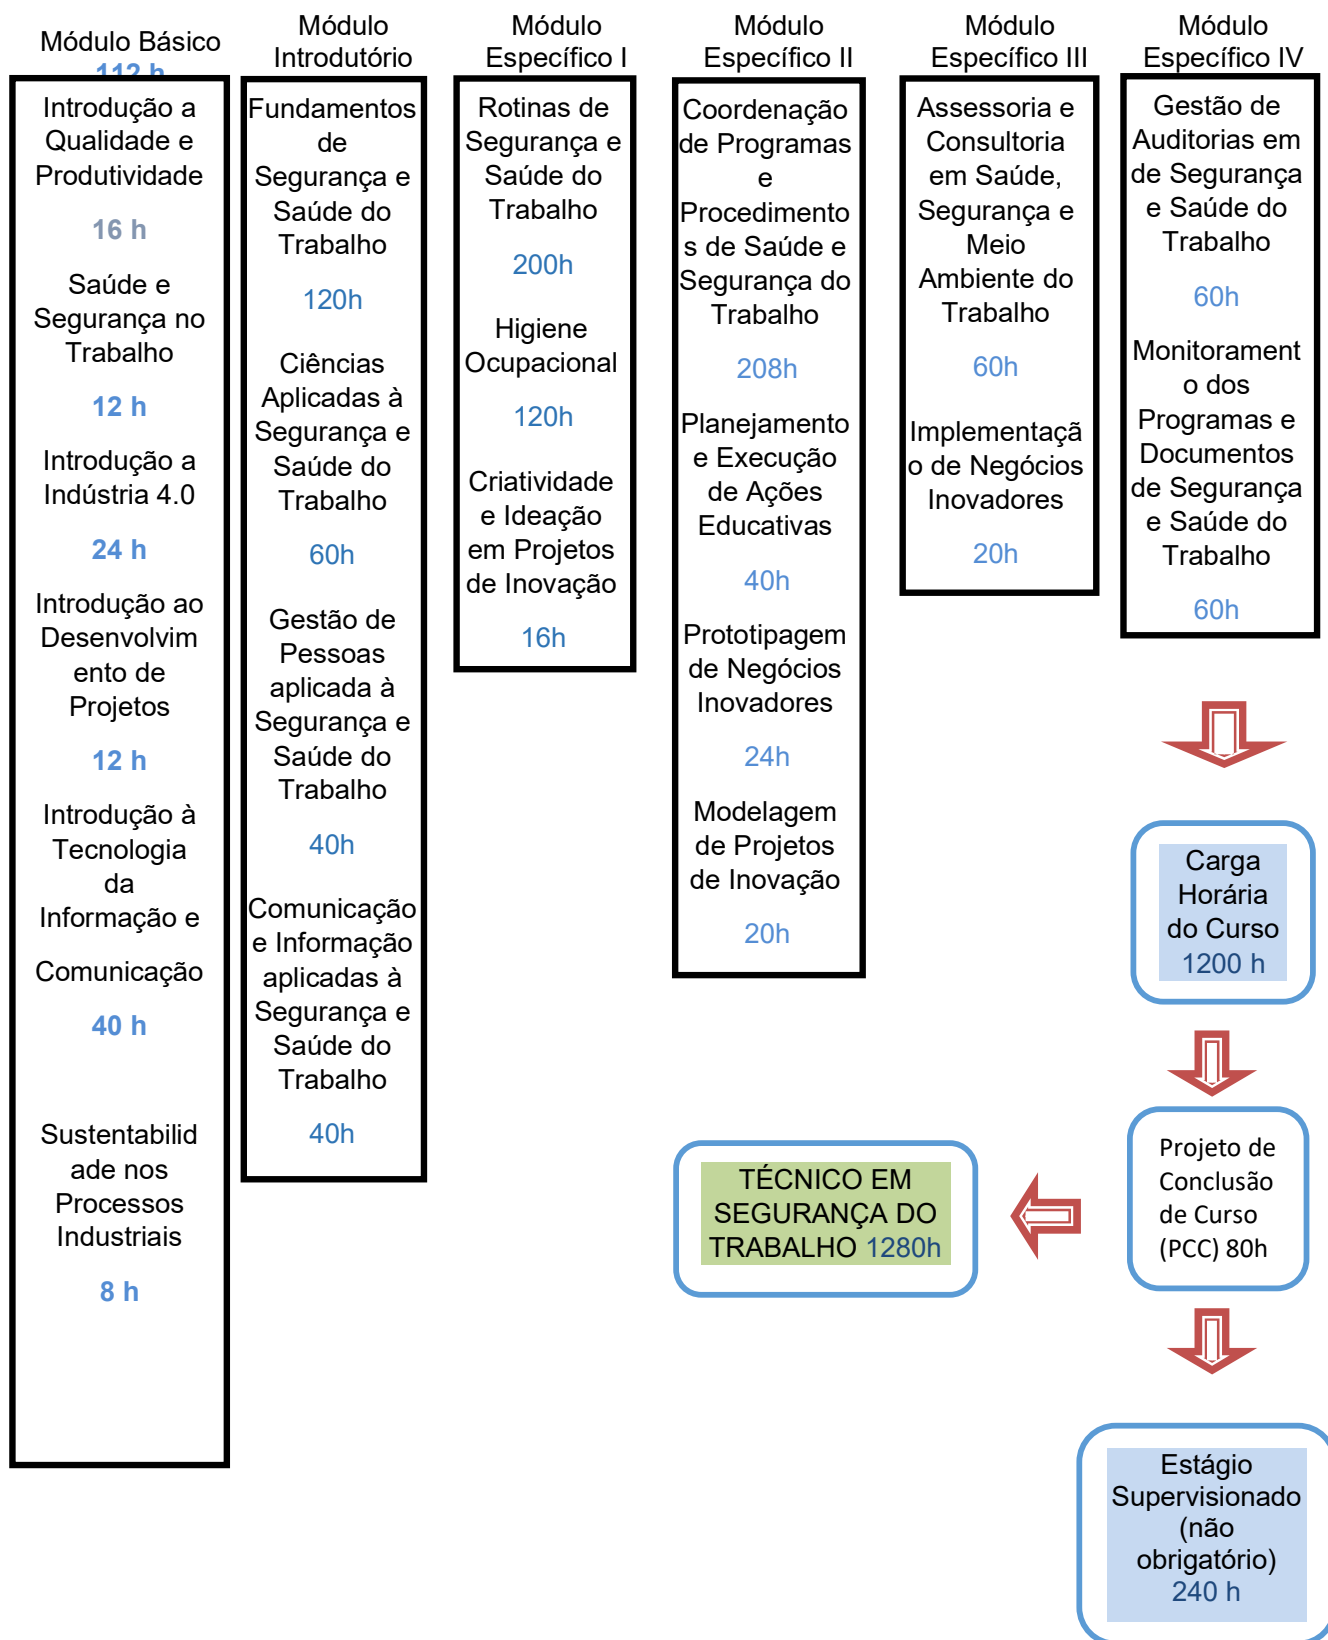 Módulo Básico
112 h
Introdução a
Qualidade e
Produtividade
16 h
Saúde e
Segurança no
Trabalho
12 h
Introdução a
Indústria 4.0
24 h
Introdução ao
Desenvolvim
ento de
Projetos
12 h
Introdução à
Tecnologia
da
Informação e
Comunicação
40 h
Sustentabilid
ade nos
Processos
Industriais
8 h
Módulo
Introdutório
Fundamentos
de
Segurança e
Saúde do
Trabalho
120h
Ciências
Aplicadas à
Segurança e
Saúde do
Trabalho
60h
Gestão de
Pessoas
aplicada à
Segurança e
Saúde do
Trabalho
40h
Comunicação
e Informação
aplicadas à
Segurança e
Saúde do
Trabalho
40h
Módulo
Específico I
Rotinas de
Segurança e
Saúde do
Trabalho
200h
Higiene
Ocupacional
120h
Criatividade
e Ideação
em Projetos
de Inovação
16h
Módulo
Específico II
Coordenação
de Programas
e
Procedimento
s de Saúde e
Segurança do
Trabalho
208h
Planejamento
e Execução
de Ações
Educativas
40h
Prototipagem
de Negócios
Inovadores
24h
Modelagem
de Projetos
de Inovação
20h
Módulo
Específico III
Assessoria e
Consultoria
em Saúde,
Segurança e
Meio
Ambiente do
Trabalho
60h
Implementaçã
o de Negócios
Inovadores
20h
Módulo
Específico IV
Gestão de
Auditorias em
de Segurança
e Saúde do
Trabalho
60h
Monitorament
o dos
Programas e
Documentos
de Segurança
e Saúde do
Trabalho
60h
Carga
Horária
do Curso
1200 h
Projeto de
Conclusão
de Curso
(PCC) 80h
TÉCNICO EM
SEGURANÇA DO
TRABALHO 1280h
Estágio
Supervisionado
(não
obrigatório)
240 h